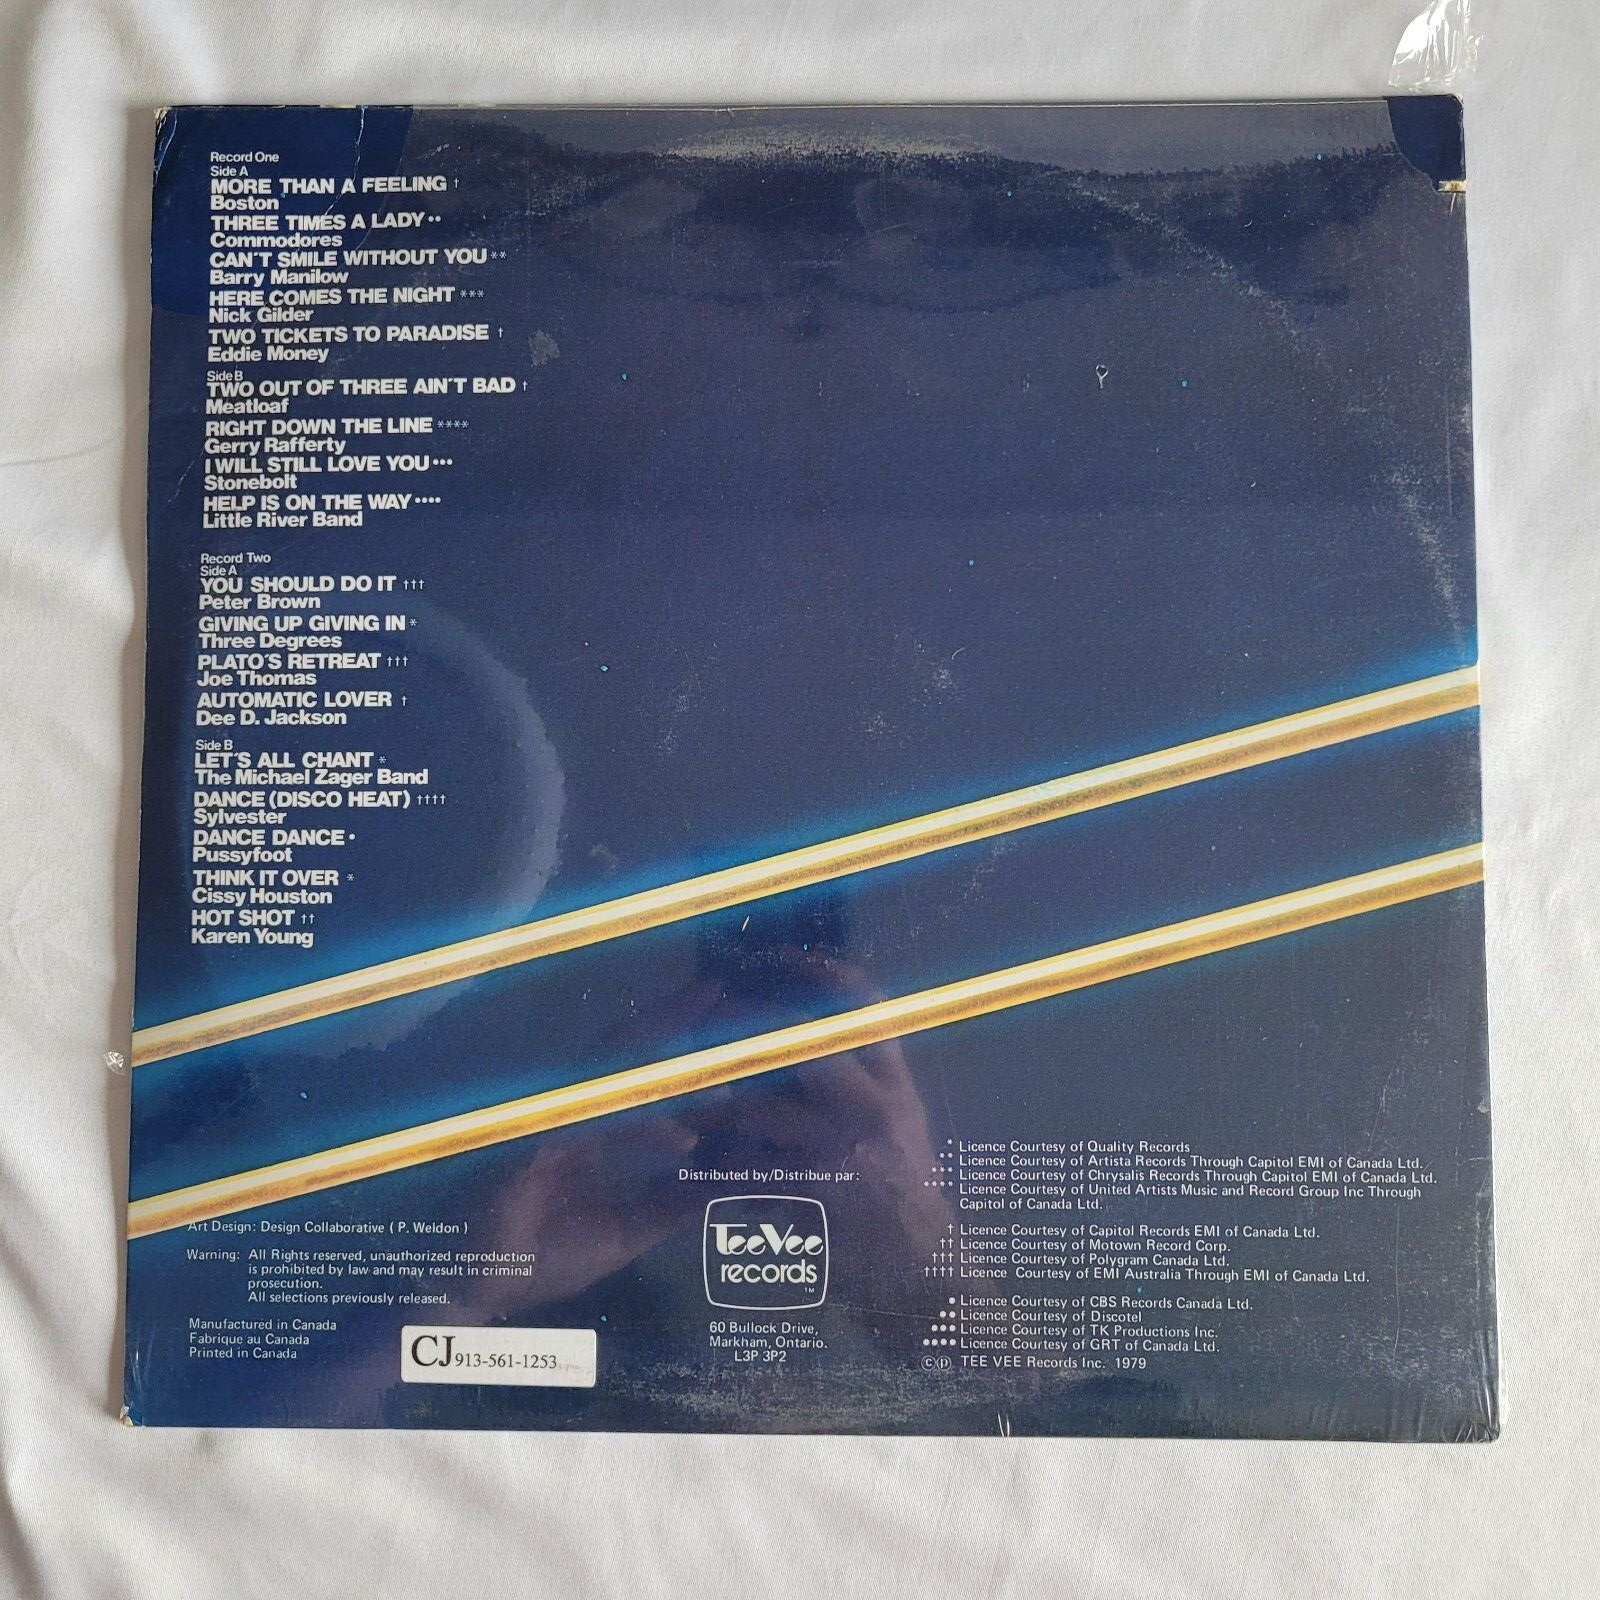 Record One
Side A
MORE THAN A FEELING †
Boston
THREE TIMES A LADY ••
Commodores
CAN'T SMILE WITHOUT YOU **
Barry Manilow
HERE COMES THE NIGHT ***
Nick Gilder
TWO TICKETS TO PARADISE †
Eddie Money
Side B
TWO OUT OF THREE AIN'T BAD †
Meatloaf
RIGHT DOWN THE LINE ****
Gerry Rafferty
I WILL STILL LOVE YOU •••
Stonebolt
HELP IS ON THE WAY ••••
Little River Band
Record Two
Side A
YOU SHOULD DO IT †††
Peter Brown
GIVING UP GIVING IN *
Three Degrees
PLATO'S RETREAT †††
Joe Thomas
AUTOMATIC LOVER †
Dee D. Jackson
Side B
LET'S ALL CHANT *
The Michael Zager Band
DANCE (DISCO HEAT) ††††
Sylvester
DANCE DANCE •
Pussyfoot
THINK IT OVER *
Cissy Houston
HOT SHOT ††
Karen Young
Art Design: Design Collaborative ( P. Weldon )
Warning: All Rights reserved, unauthorized reproduction
is prohibited by law and may result in criminal
prosecution.
All selections previously released.
Manufactured in Canada
Fabrique au Canada
Printed in Canada
CJ 913-561-1253
Distributed by/Distribue par:
TeeVee
records
TM
60 Bullock Drive,
Markham, Ontario.
L3P 3P2
* Licence Courtesy of Quality Records
** Licence Courtesy of Artista Records Through Capitol EMI of Canada Ltd.
*** Licence Courtesy of Chrysalis Records Through Capitol EMI of Canada Ltd.
**** Licence Courtesy of United Artists Music and Record Group Inc Through
Capitol of Canada Ltd.
† Licence Courtesy of Capitol Records EMI of Canada Ltd.
†† Licence Courtesy of Motown Record Corp.
††† Licence Courtesy of Polygram Canada Ltd.
†††† Licence Courtesy of EMI Australia Through EMI of Canada Ltd.
• Licence Courtesy of CBS Records Canada Ltd.
•• Licence Courtesy of Discotel
••• Licence Courtesy of TK Productions Inc.
•••• Licence Courtesy of GRT of Canada Ltd.
©℗ TEE VEE Records Inc. 1979